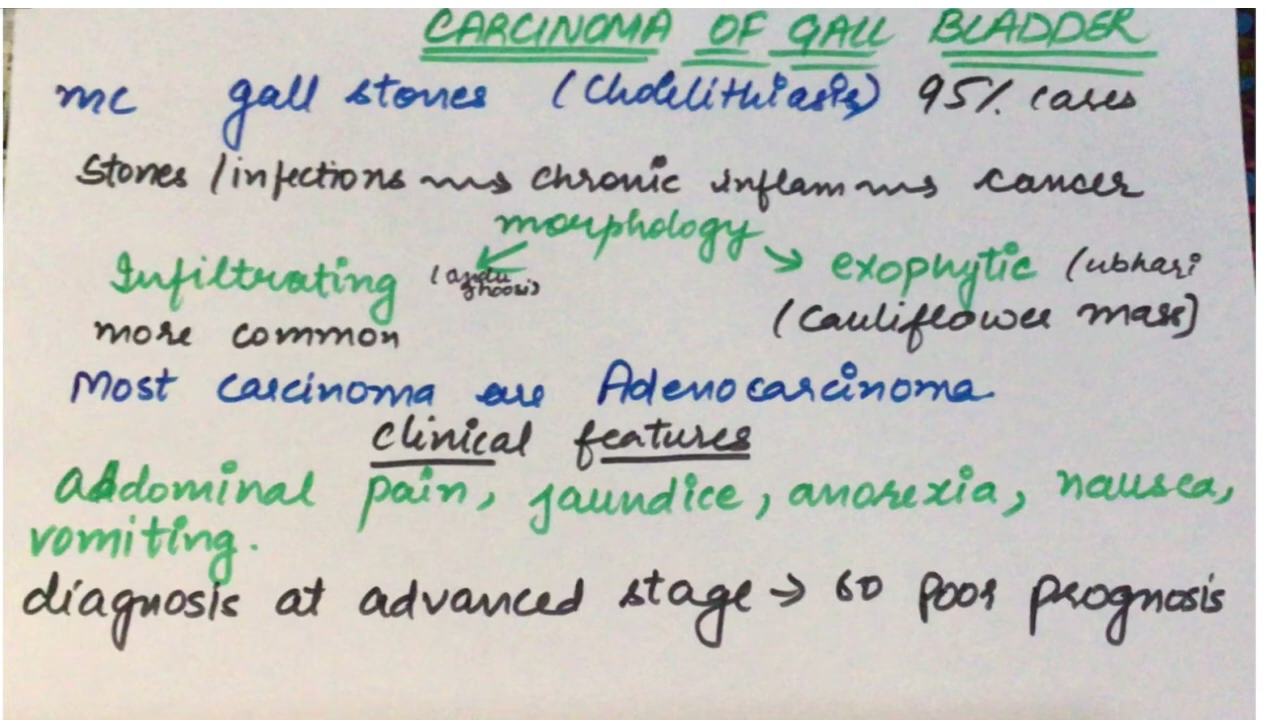 CARCINOMA OF GALL BLADDER
mc gall stones (Cholelithiasis) 95% cases
Stones / infections → chronic inflam → cancer
morphology
Infiltrating → exophytic (ubhari
more common (cauliflower mass)
Most carcinoma are Adenocarcinoma
Clinical features
Abdominal pain, jaundice, anorexia, nausea,
vomiting.
diagnosis at advanced stage → so poor prognosis